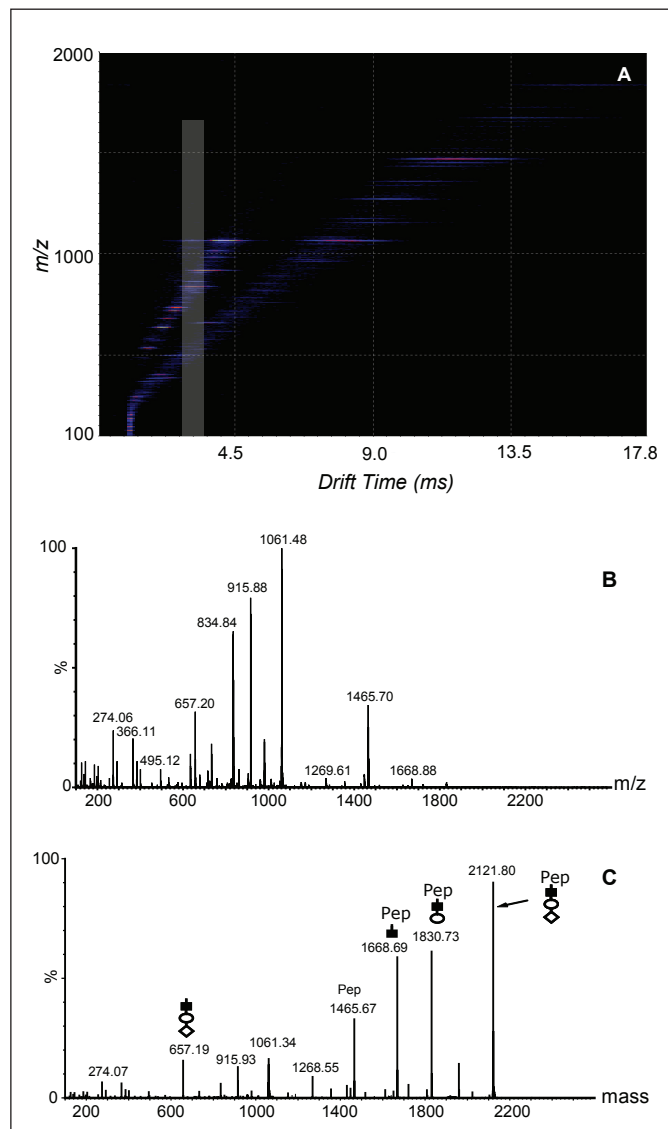 2000
A
m/z
1000
100
4.5 9.0 13.5 17.8
Drift Time (ms)
100
1061.48
B
915.88
834.84
%
657.20
1465.70
274.06
366.11
495.12
1269.61
1668.88
0
200 600 1000 1400 1800 2200 m/z
100
2121.80
C
Pep
Pep
Pep
1830.73
1668.69
%
Pep
1465.67
657.19
1061.34
915.93
1268.55
274.07
0
200 600 1000 1400 1800 2200 mass